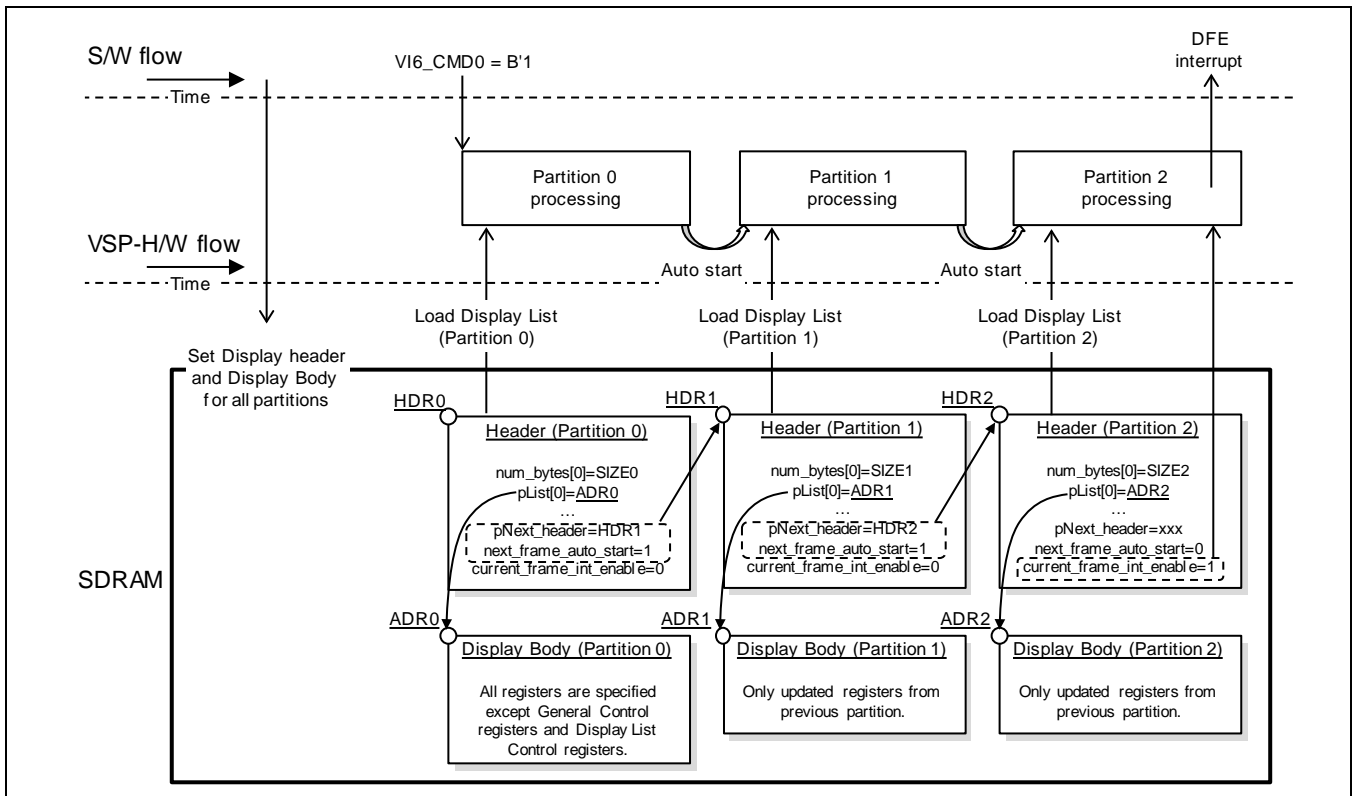 S/W flow
Time
VI6_CMD0 = B'1
DFE
interrupt
Partition 0
processing
Partition 1
processing
Partition 2
processing
VSP-H/W flow
Time
Auto start
Auto start
Load Display List
(Partition 0)
Load Display List
(Partition 1)
Load Display List
(Partition 2)
Set Display header
and Display Body
for all partitions
SDRAM
HDR0
Header (Partition 0)
num_bytes[0]=SIZE0
pList[0]=ADR0
...
pNext_header=HDR1
next_frame_auto_start=1
current_frame_int_enable=0
HDR1
Header (Partition 1)
num_bytes[0]=SIZE1
pList[0]=ADR1
...
pNext_header=HDR2
next_frame_auto_start=1
current_frame_int_enable=0
HDR2
Header (Partition 2)
num_bytes[0]=SIZE2
pList[0]=ADR2
...
pNext_header=xxx
next_frame_auto_start=0
current_frame_int_enable=1
ADR0
Display Body (Partition 0)
All registers are specified
except General Control
registers and Display List
Control registers.
ADR1
Display Body (Partition 1)
Only updated registers from
previous partition.
ADR2
Display Body (Partition 2)
Only updated registers from
previous partition.